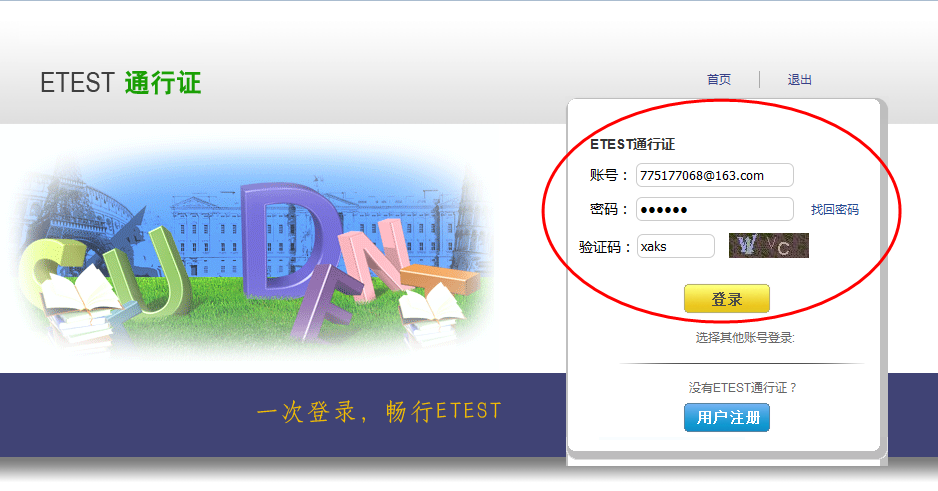 ETEST 通行证
首页 退出
ETEST通行证
账号： 775177068@163.com
密码： ●●●●●● 找回密码
验证码： xaks W V C
登录
选择其他账号登录:
没有ETEST通行证？
用户注册
一次登录，畅行ETEST